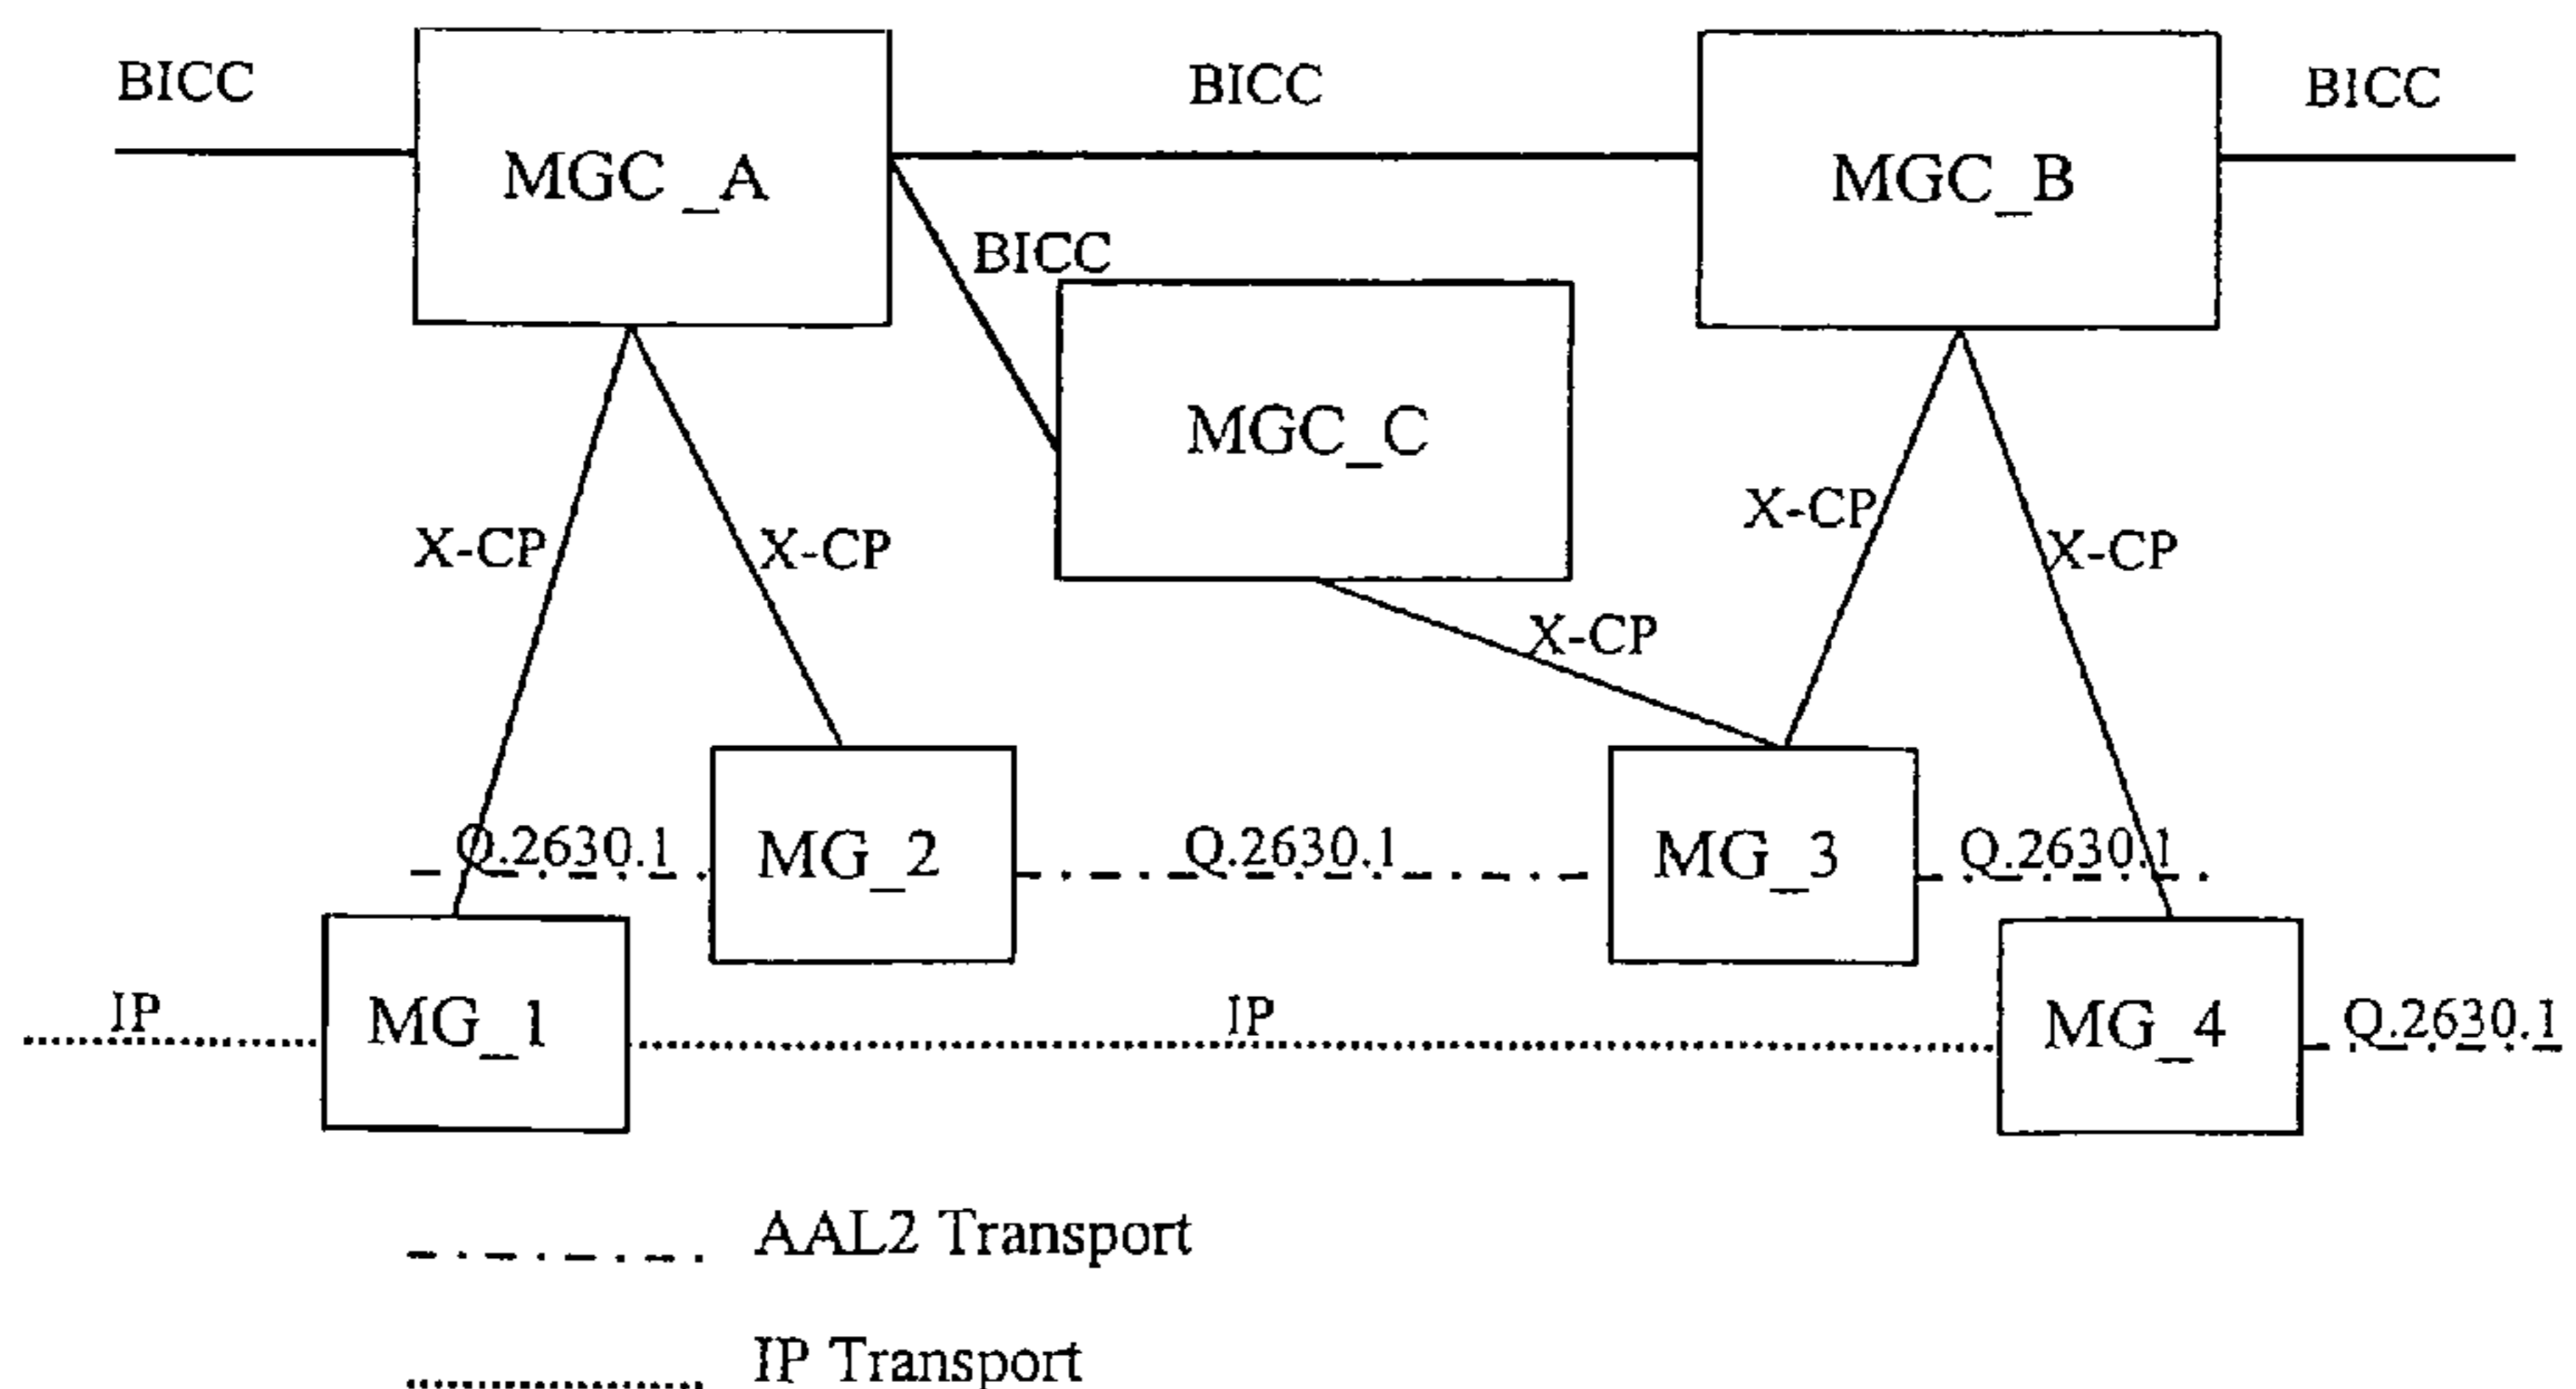 BICC
BICC
BICC
MGC _A
MGC_B
BICC
MGC_C
X-CP
X-CP
X-CP
X-CP
X-CP
Q.2630.1
MG_2
Q.2630.1
MG_3
Q.2630.1
IP
MG_1
IP
MG_4
Q.2630.1
AAL2 Transport
IP Transport